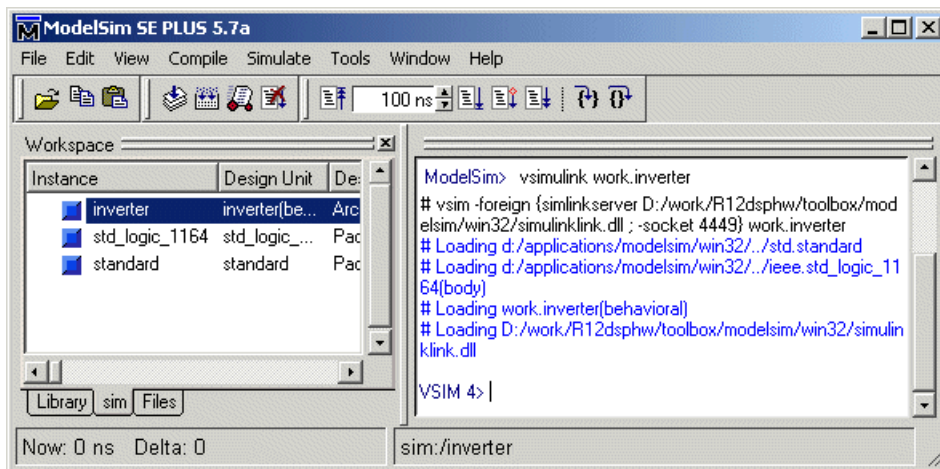 ModelSim SE PLUS 5.7a
File Edit View Compile Simulate Tools Window Help
100 ns
Workspace
Instance Design Unit De:
inverter inverter(be... Arc
std_logic_1164 std_logic_... Pac
standard standard Pac
Library sim Files
ModelSim> vsimulink work.inverter
# vsim -foreign {simlinkserver D:/work/R12dsphw/toolbox/mod
elsim/win32/simulinklink.dll ; -socket 4449} work.inverter
# Loading d:/applications/modelsim/win32/../std.standard
# Loading d:/applications/modelsim/win32/../ieee.std_logic_11
64(body)
# Loading work.inverter(behavioral)
# Loading D:/work/R12dsphw/toolbox/modelsim/win32/simulin
klink.dll
VSIM 4>
Now: 0 ns Delta: 0
sim:/inverter